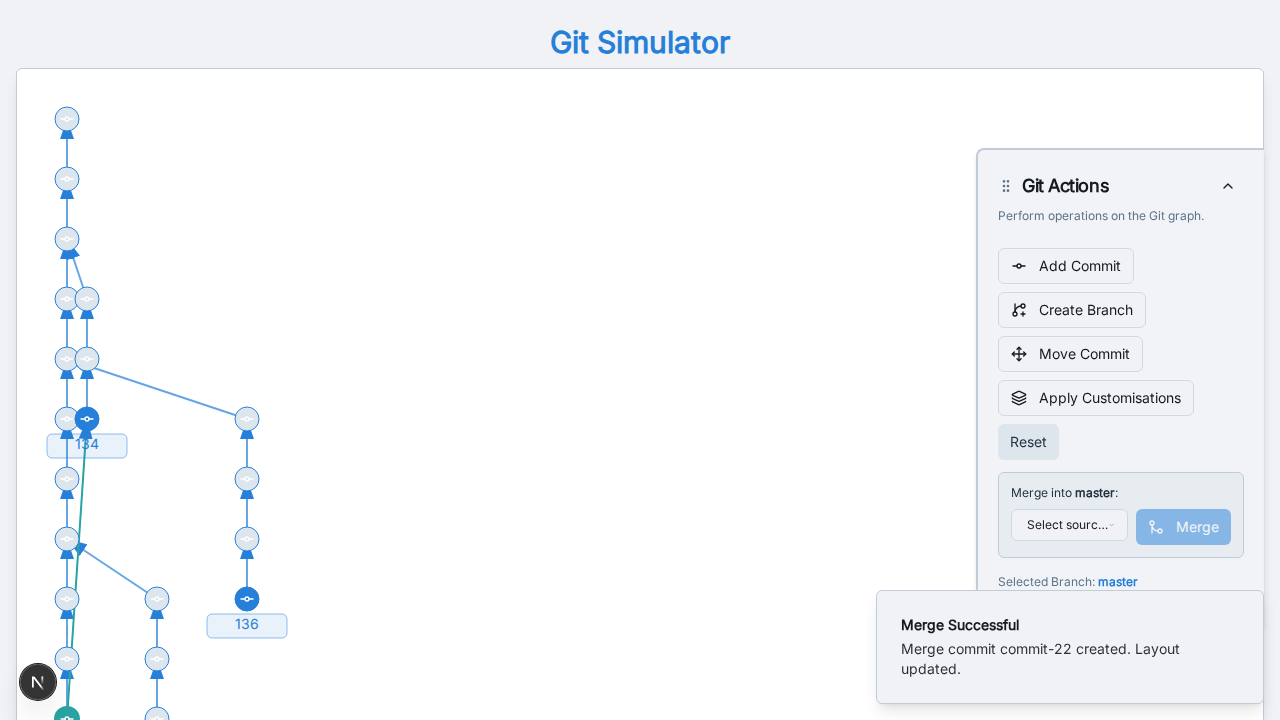 Git Simulator
Git Actions
Perform operations on the Git graph.
Add Commit
Create Branch
Move Commit
Apply Customisations
Reset
Merge into master:
Select sourc...
Merge
Selected Branch: master
Merge Successful
Merge commit commit-22 created. Layout
updated.
134
136
N